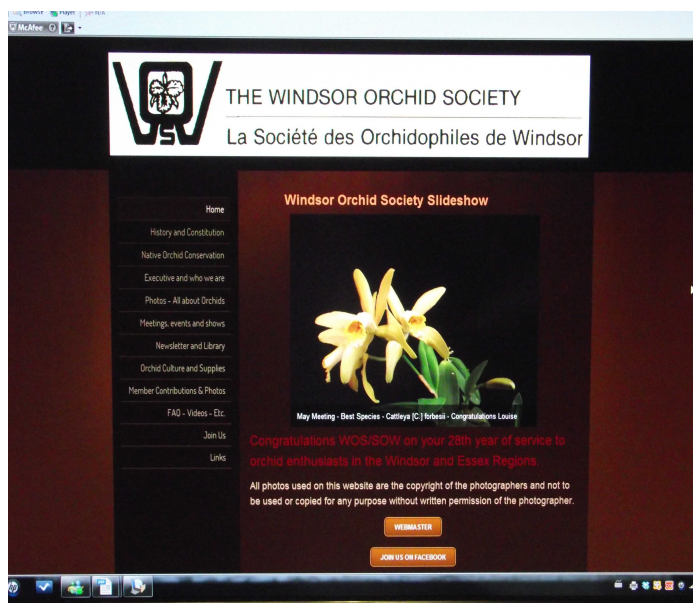 McAfee
WOS
THE WINDSOR ORCHID SOCIETY
La Société des Orchidophiles de Windsor
Home
History and Constitution
Native Orchid Conservation
Executive and who we are
Photos - All about Orchids
Meetings, events and shows
Newsletter and Library
Orchid Culture and Supplies
Member Contributions & Photos
FAQ - Videos - Etc.
Join Us
Links
Windsor Orchid Society Slideshow
May Meeting - Best Species - Cattleya [C.] forbesii - Congratulations Louise
Congratulations WOS/SOW on your 28th year of service to
orchid enthusiasts in the Windsor and Essex Regions.
All photos used on this website are the copyright of the photographers and not to
be used or copied for any purpose without written permission of the photographer.
WEBMASTER
JOIN US ON FACEBOOK
hp